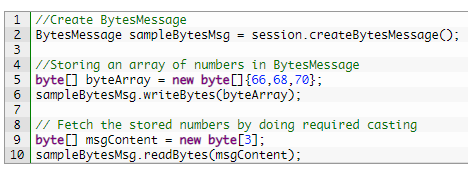 1 //Create BytesMessage
2 BytesMessage sampleBytesMsg = session.createBytesMessage();
3
4 //Storing an array of numbers in BytesMessage
5 byte[] byteArray = new byte[]{66,68,70};
6 sampleBytesMsg.writeBytes(byteArray);
7
8 // Fetch the stored numbers by doing required casting
9 byte[] msgContent = new byte[3];
10 sampleBytesMsg.readBytes(msgContent);